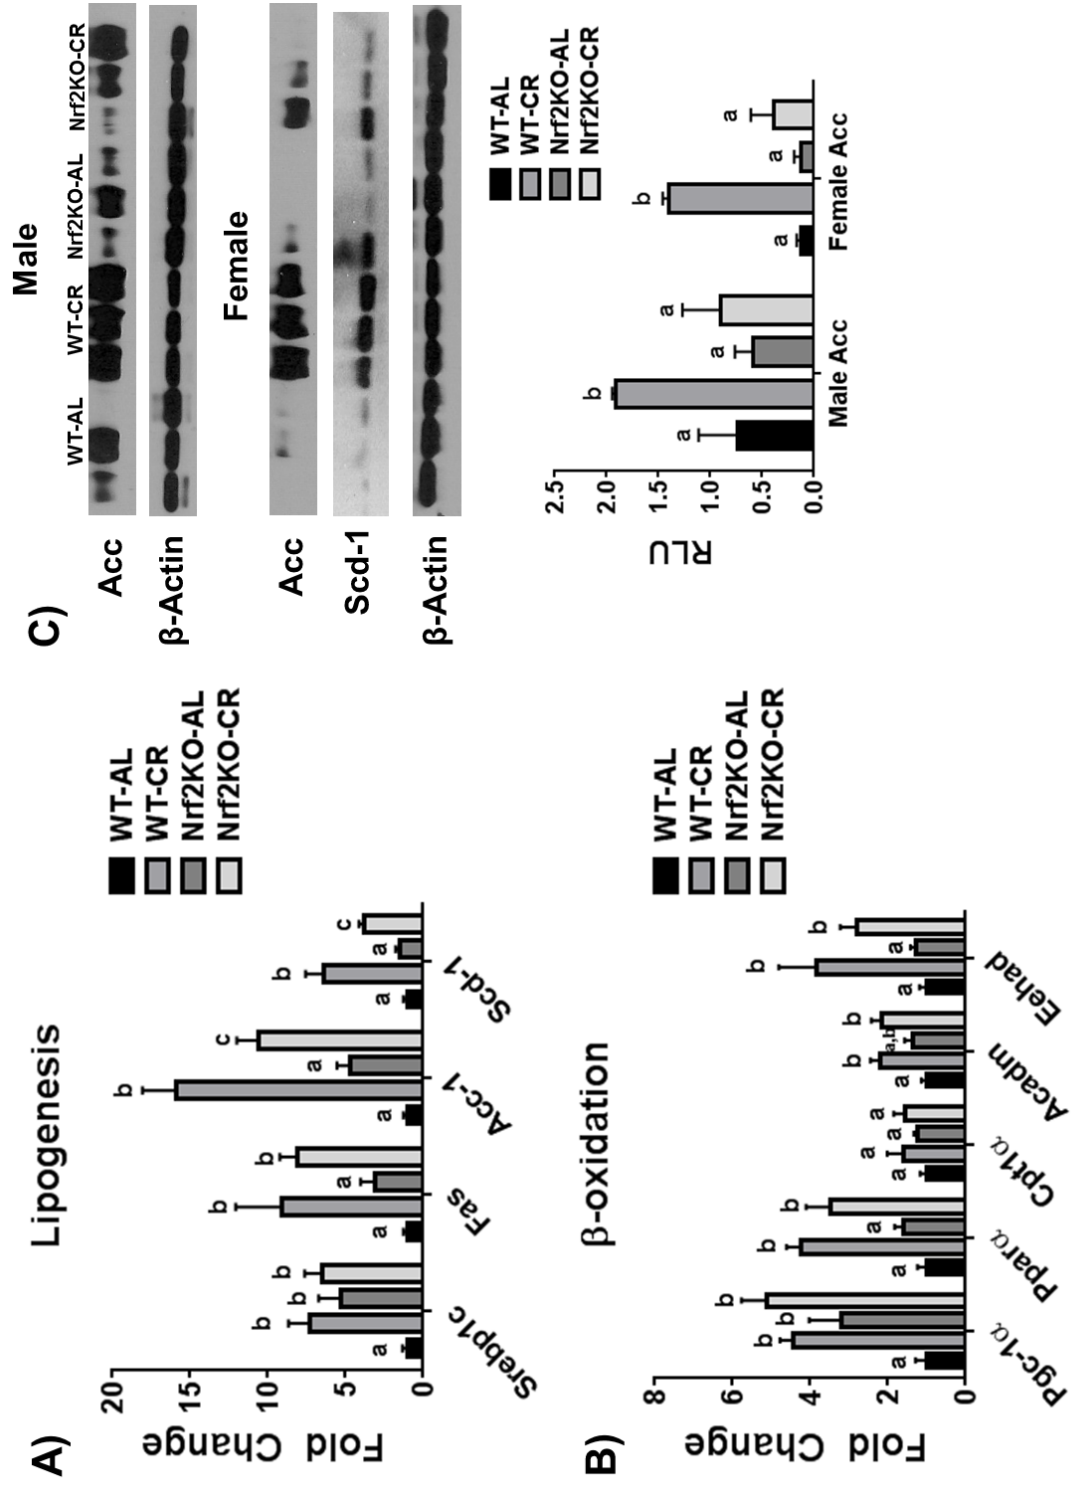 A)
Lipogenesis
Fold Change
20
15
10
5
0
a
b
b
b
a
b
a
b
a
b
a
c
a
b
a
c
Srebp1c
Fas
Acc-1
Scd-1
WT-AL
WT-CR
Nrf2KO-AL
Nrf2KO-CR
B)
β-oxidation
Fold Change
8
6
4
2
0
a
b
b
b
a
b
a
b
a
a
a
a
a
b
a,b
b
a
b
a
b
Pgc-1α
Pparα
Cpt1α
Acadm
Eehad
WT-AL
WT-CR
Nrf2KO-AL
Nrf2KO-CR
C)
Male
WT-AL WT-CR Nrf2KO-AL Nrf2KO-CR
Acc
β-Actin
Female
Acc
Scd-1
β-Actin
RLU
2.5
2.0
1.5
1.0
0.5
0.0
a
b
a
a
a
b
a
a
Male Acc
Female Acc
WT-AL
WT-CR
Nrf2KO-AL
Nrf2KO-CR